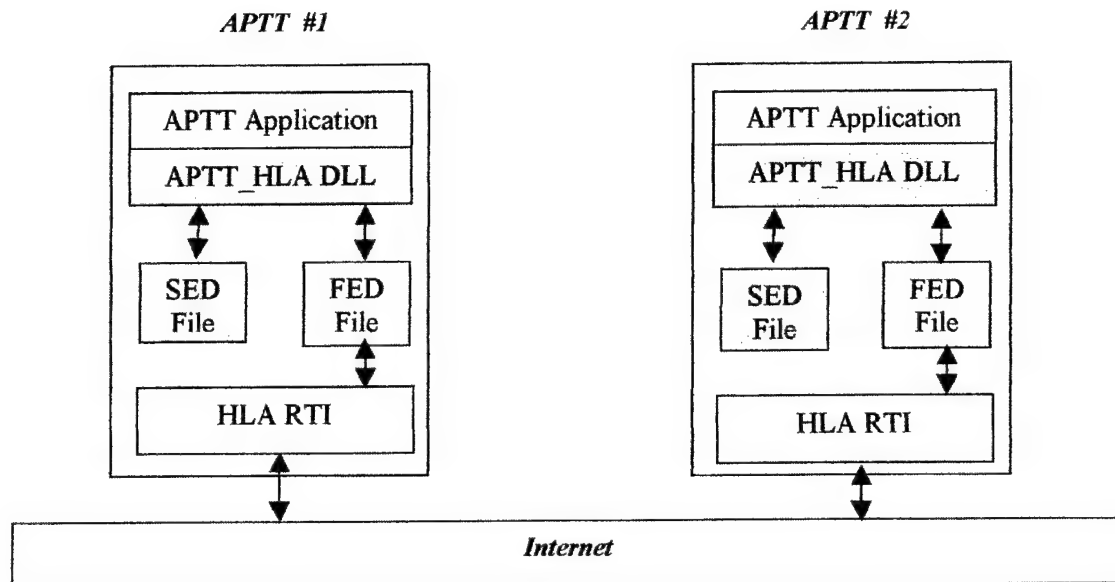 APTT #1
APTT #2
APTT Application
APTT_HLA DLL
SED
File
FED
File
HLA RTI
APTT Application
APTT_HLA DLL
SED
File
FED
File
HLA RTI
Internet